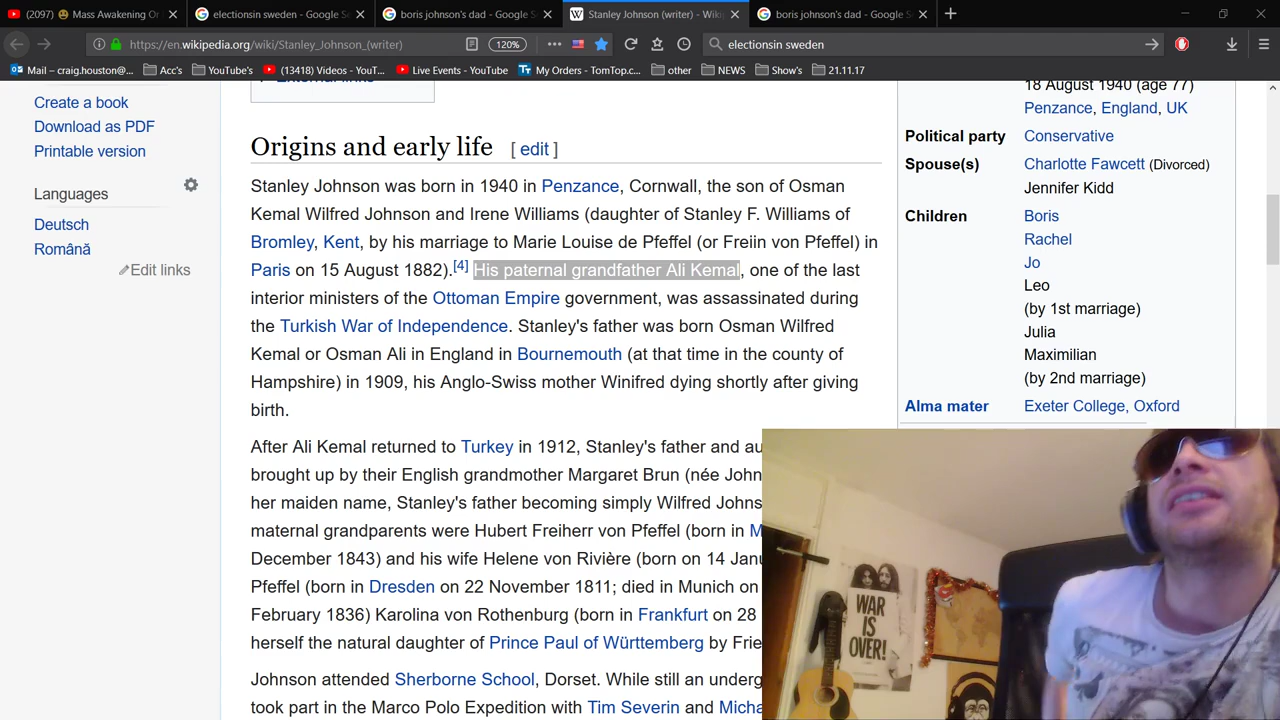 (2097) Mass Awakening Or
electionsin sweden - Google Se
boris johnson's dad - Google S
Stanley Johnson (writer) - Wiki
boris johnson's dad - Google S
https://en.wikipedia.org/wiki/Stanley_Johnson_(writer)
120%
electionsin sweden
Mail – craig.houston@...
Acc's
YouTube's
(13418) Videos - YouT...
Live Events - YouTube
My Orders - TomTop.c...
other
NEWS
Show's
21.11.17
Create a book
Download as PDF
Printable version
Languages
Deutsch
Română
Edit links
Origins and early life [ edit ]
Stanley Johnson was born in 1940 in Penzance, Cornwall, the son of Osman
Kemal Wilfred Johnson and Irene Williams (daughter of Stanley F. Williams of
Bromley, Kent, by his marriage to Marie Louise de Pfeffel (or Freiin von Pfeffel) in
Paris on 15 August 1882).[4] His paternal grandfather Ali Kemal, one of the last
interior ministers of the Ottoman Empire government, was assassinated during
the Turkish War of Independence. Stanley's father was born Osman Wilfred
Kemal or Osman Ali in England in Bournemouth (at that time in the county of
Hampshire) in 1909, his Anglo-Swiss mother Winifred dying shortly after giving
birth.
After Ali Kemal returned to Turkey in 1912, Stanley's father and au
brought up by their English grandmother Margaret Brun (née John
her maiden name, Stanley's father becoming simply Wilfred Johns
maternal grandparents were Hubert Freiherr von Pfeffel (born in M
December 1843) and his wife Helene von Rivière (born on 14 Janu
Pfeffel (born in Dresden on 22 November 1811; died in Munich on
February 1836) Karolina von Rothenburg (born in Frankfurt on 28
herself the natural daughter of Prince Paul of Württemberg by Frie
Johnson attended Sherborne School, Dorset. While still an underg
took part in the Marco Polo Expedition with Tim Severin and Micha
18 August 1940 (age 77)
Penzance, England, UK
Political party Conservative
Spouse(s) Charlotte Fawcett (Divorced)
Jennifer Kidd
Children Boris
Rachel
Jo
Leo
(by 1st marriage)
Julia
Maximilian
(by 2nd marriage)
Alma mater Exeter College, Oxford
WAR
IS
OVER!